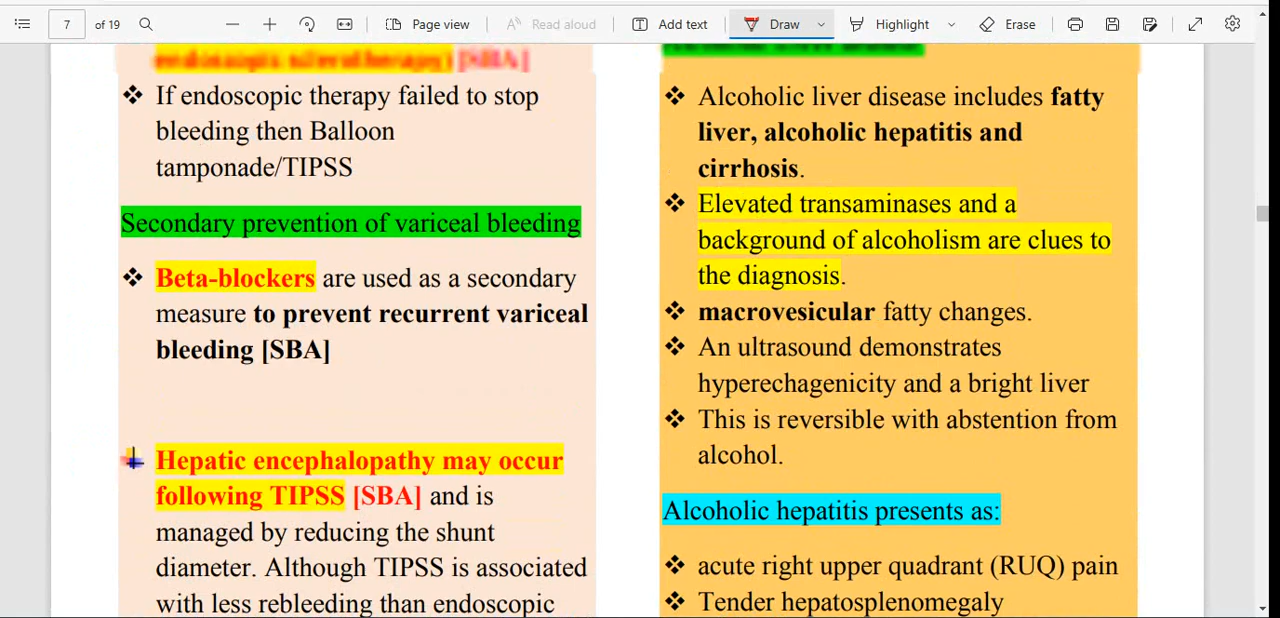 7 of 19 Page view Read aloud Add text Draw Highlight Erase
[SBA]
❖ If endoscopic therapy failed to stop
bleeding then Balloon
tamponade/TIPSS
Secondary prevention of variceal bleeding
❖ Beta-blockers are used as a secondary
measure to prevent recurrent variceal
bleeding [SBA]
Hepatic encephalopathy may occur
following TIPSS [SBA] and is
managed by reducing the shunt
diameter. Although TIPSS is associated
with less rebleeding than endoscopic
❖ Alcoholic liver disease includes fatty
liver, alcoholic hepatitis and
cirrhosis.
❖ Elevated transaminases and a
background of alcoholism are clues to
the diagnosis.
❖ macrovesicular fatty changes.
❖ An ultrasound demonstrates
hyperechagenicity and a bright liver
❖ This is reversible with abstention from
alcohol.
Alcoholic hepatitis presents as:
❖ acute right upper quadrant (RUQ) pain
❖ Tender hepatosplenomegaly